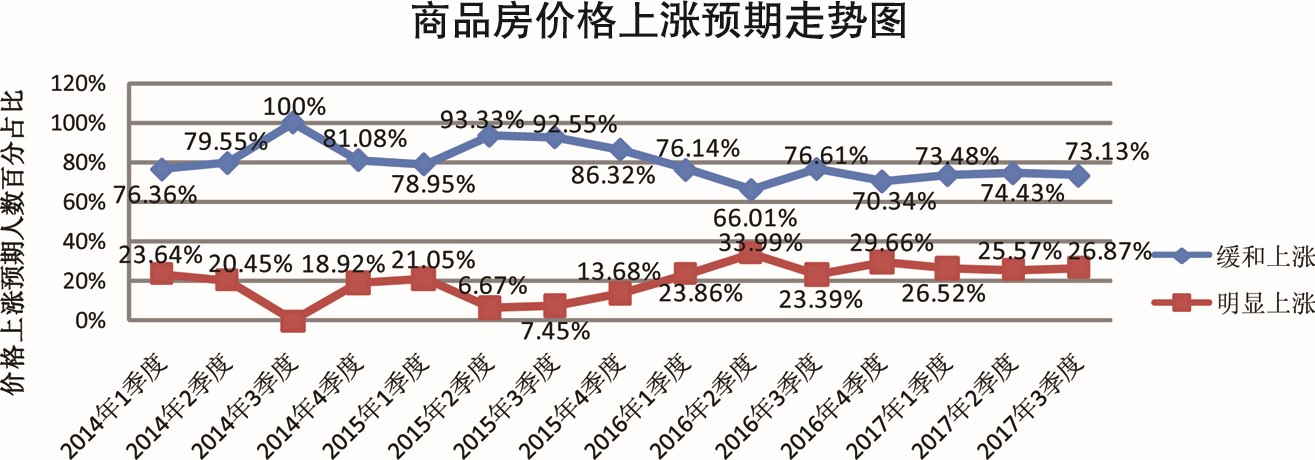 商品房价格上涨预期走势图
价格上涨预期人数百分占比
120%
100%
80%
60%
40%
20%
0%
76.36%
79.55%
100%
81.08%
78.95%
93.33%
92.55%
86.32%
76.14%
66.01%
76.61%
70.34%
73.48%
74.43%
73.13%
23.64%
20.45%
18.92%
21.05%
6.67%
7.45%
13.68%
23.86%
33.99%
23.39%
29.66%
26.52%
25.57%
26.87%
缓和上涨
明显上涨
2014年1季度
2014年2季度
2014年3季度
2014年4季度
2015年1季度
2015年2季度
2015年3季度
2015年4季度
2016年1季度
2016年2季度
2016年3季度
2016年4季度
2017年1季度
2017年2季度
2017年3季度